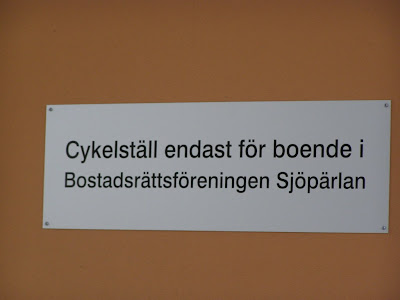 Cykelställ endast för boende i
Bostadsrättsföreningen Sjöpärlan